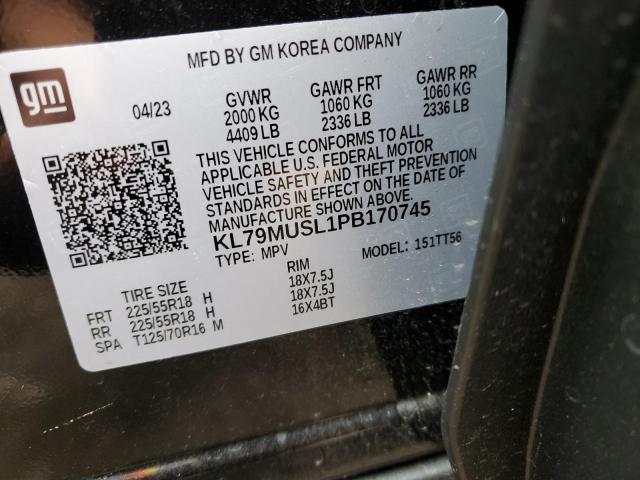 gm
MFD BY GM KOREA COMPANY
04/23 GVWR GAWR FRT GAWR RR
2000 KG 1060 KG 1060 KG
4409 LB 2336 LB 2336 LB
THIS VEHICLE CONFORMS TO ALL
APPLICABLE U.S. FEDERAL MOTOR
VEHICLE SAFETY AND THEFT PREVENTION
STANDARDS IN EFFECT ON THE DATE OF
MANUFACTURE SHOWN ABOVE.
KL79MUSL1PB170745
TYPE: MPV MODEL: 151TT56
TIRE SIZE RIM
FRT 225/55R18 H 18X7.5J
RR 225/55R18 H 18X7.5J
SPA T125/70R16 M 16X4BT